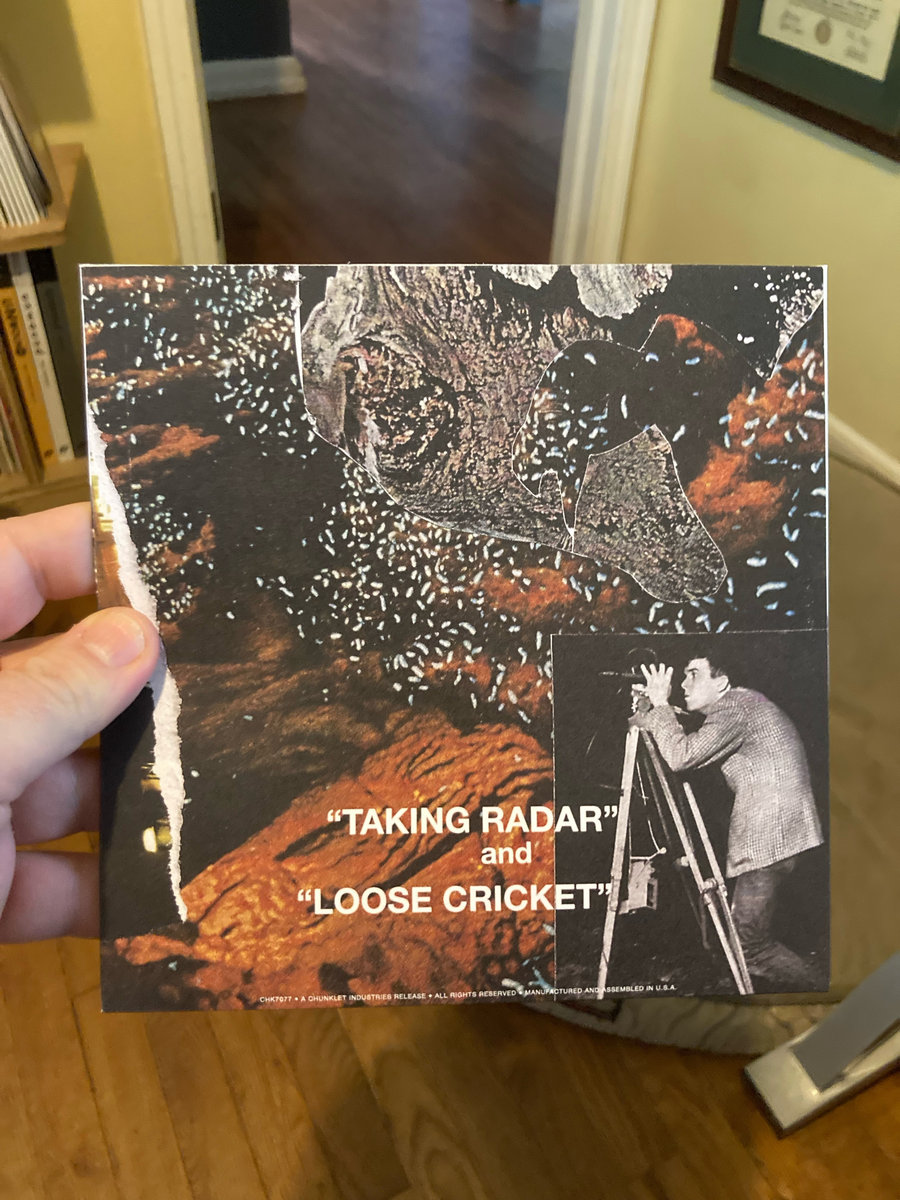 “TAKING RADAR”
and
“LOOSE CRICKET”
CHK7077 • A CHUNKLET INDUSTRIES RELEASE • ALL RIGHTS RESERVED • MANUFACTURED AND ASSEMBLED IN U.S.A.